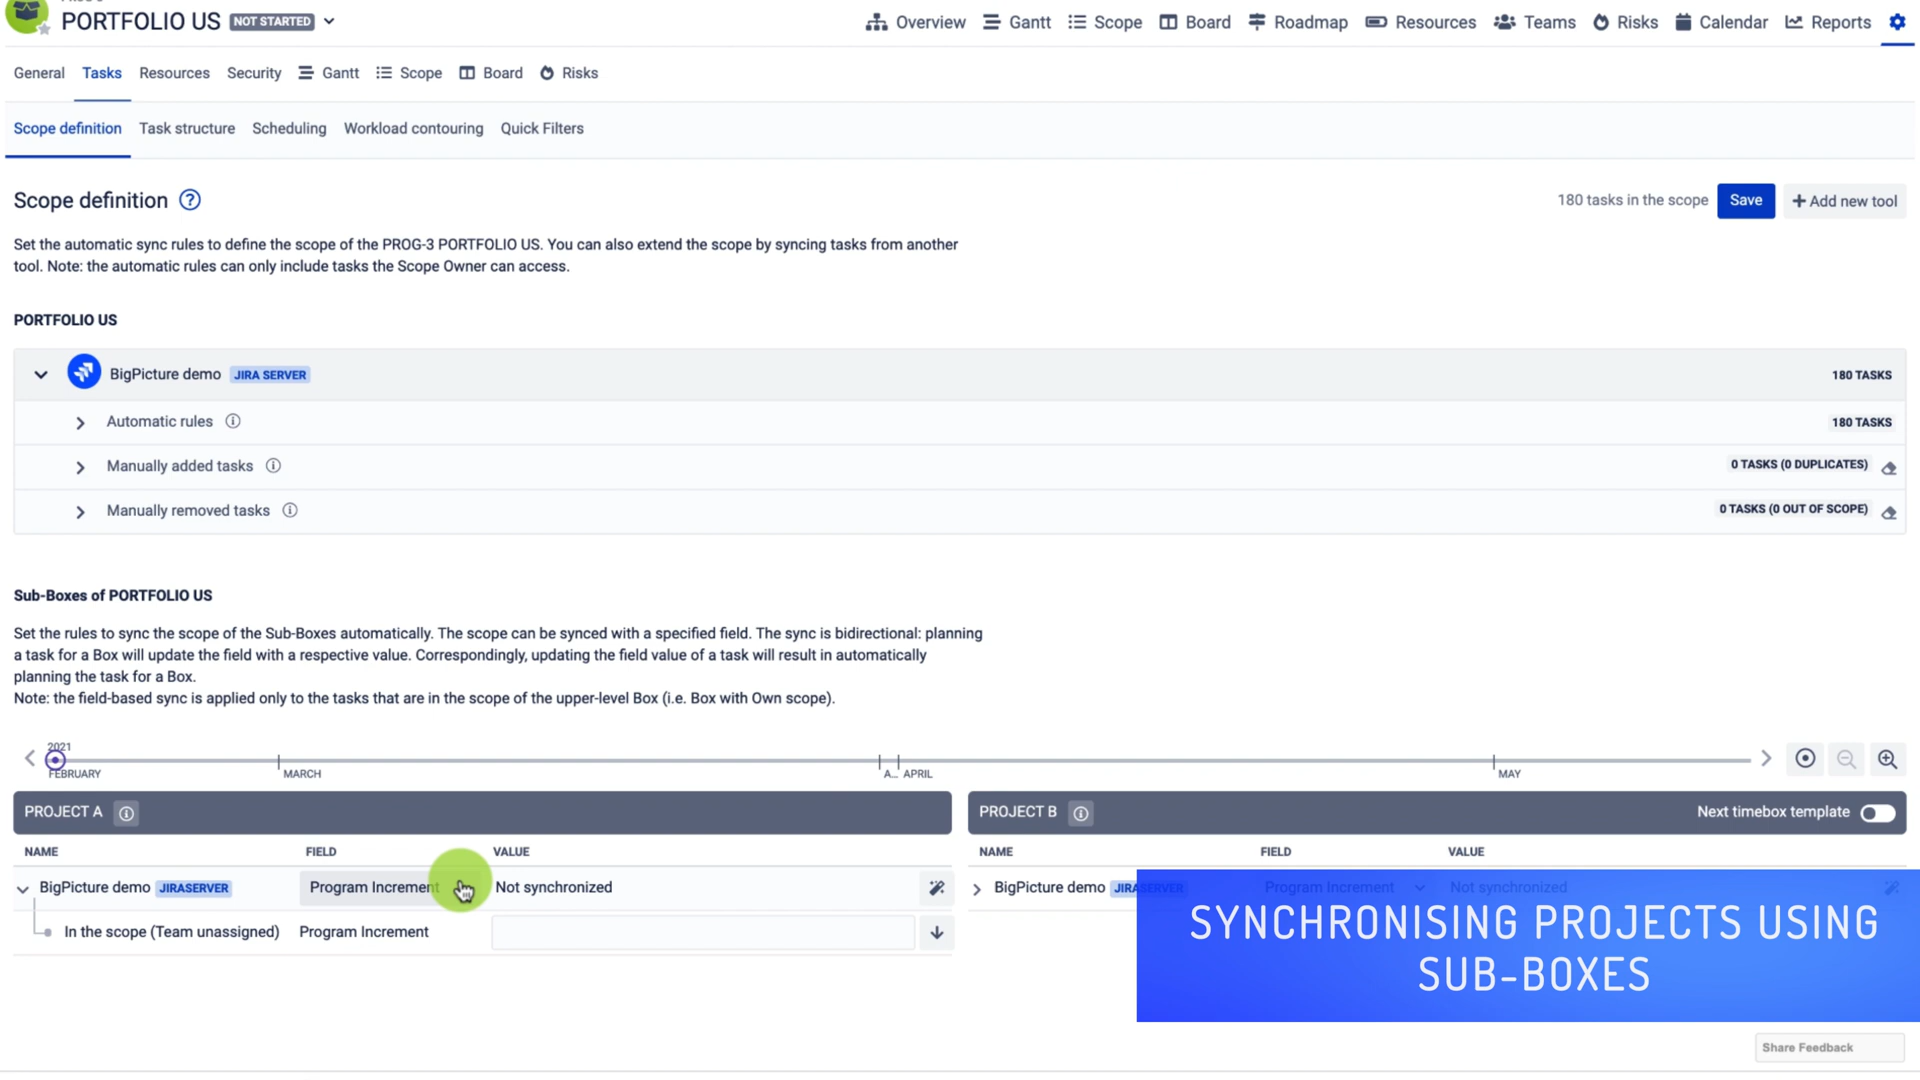 PORTFOLIO US NOT STARTED
Overview Gantt Scope Board Roadmap Resources Teams Risks Calendar Reports
General Tasks Resources Security Gantt Scope Board Risks
Scope definition Task structure Scheduling Workload contouring Quick Filters
Scope definition ?
180 tasks in the scope Save + Add new tool
Set the automatic sync rules to define the scope of the PROG-3 PORTFOLIO US. You can also extend the scope by syncing tasks from another
tool. Note: the automatic rules can only include tasks the Scope Owner can access.
PORTFOLIO US
BigPicture demo JIRA SERVER 180 TASKS
Automatic rules 180 TASKS
Manually added tasks 0 TASKS (0 DUPLICATES)
Manually removed tasks 0 TASKS (0 OUT OF SCOPE)
Sub-Boxes of PORTFOLIO US
Set the rules to sync the scope of the Sub-Boxes automatically. The scope can be synced with a specified field. The sync is bidirectional: planning
a task for a Box will update the field with a respective value. Correspondingly, updating the field value of a task will result in automatically
planning the task for a Box.
Note: the field-based sync is applied only to the tasks that are in the scope of the upper-level Box (i.e. Box with Own scope).
2021
FEBRUARY MARCH A... APRIL MAY
PROJECT A
NAME FIELD VALUE
BigPicture demo JIRASERVER Program Increment Not synchronized
In the scope (Team unassigned) Program Increment
PROJECT B Next timebox template
NAME FIELD VALUE
BigPicture demo JIRASERVER Program Increment Not synchronized
SYNCHRONISING PROJECTS USING
SUB-BOXES
Share Feedback